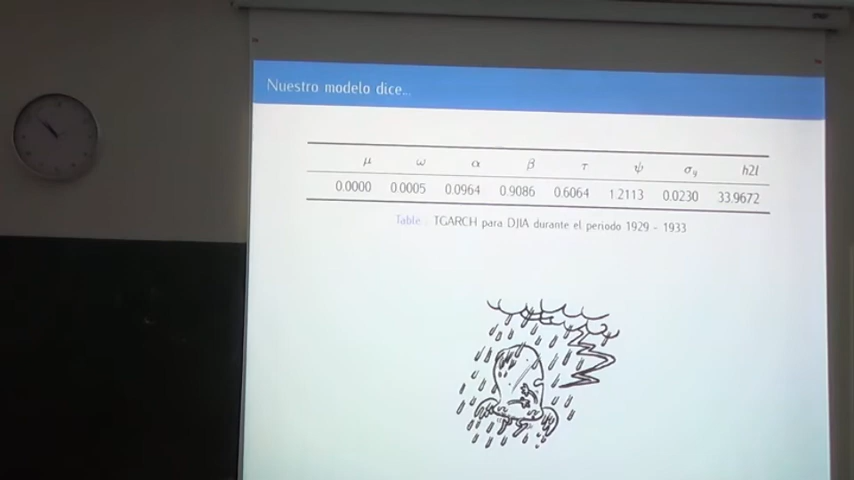 Nuestro modelo dice...
μ ω α β τ ψ σy h2l
0.0000 0.0005 0.0964 0.9086 0.6064 1.2113 0.0230 33.9672
Table : TGARCH para DJIA durante el periodo 1929 - 1933